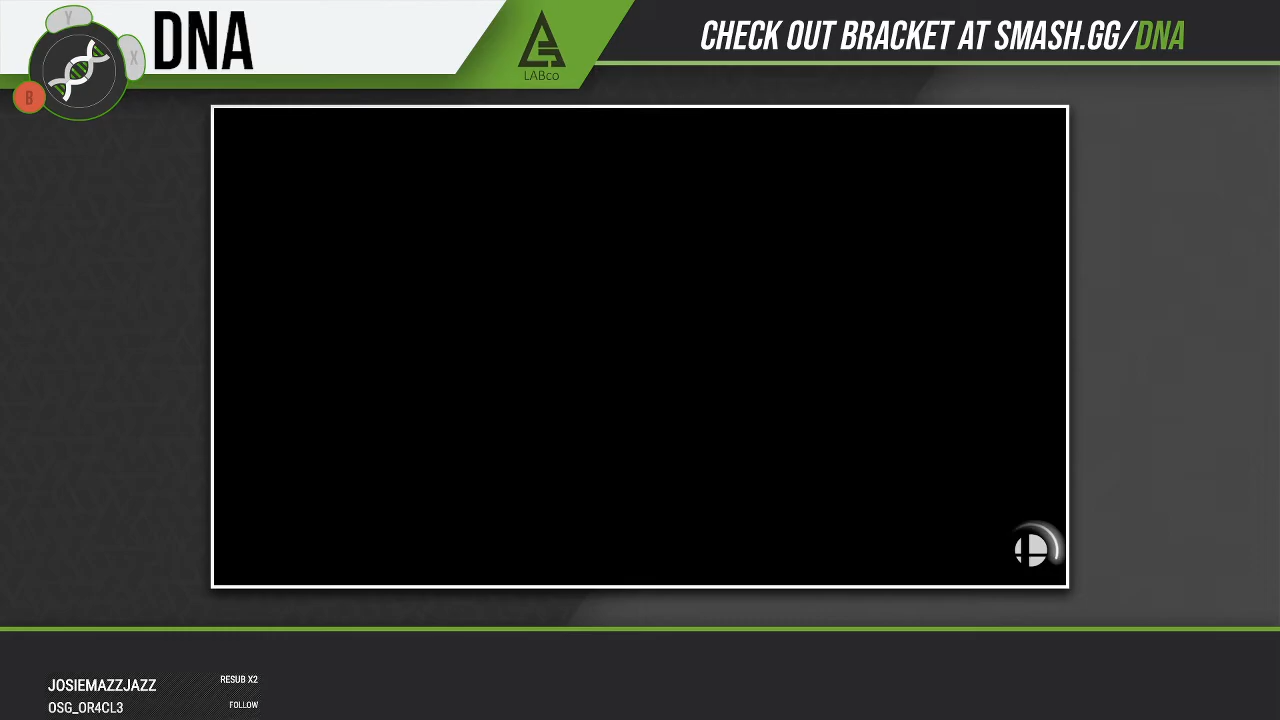 Y
X
B
DNA
LABco
CHECK OUT BRACKET AT SMASH.GG/DNA
JOSIEMAZZJAZZ RESUB X2
OSG_OR4CL3 FOLLOW